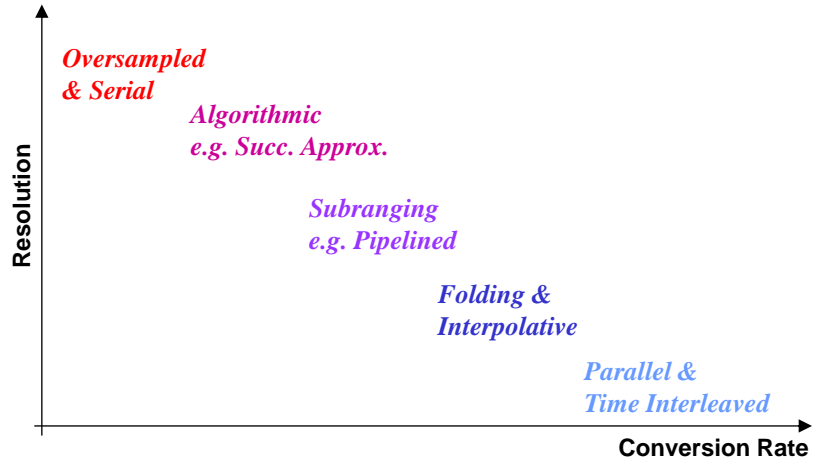 Oversampled
& Serial
Algorithmic
e.g. Succ. Approx.
Subranging
e.g. Pipelined
Folding &
Interpolative
Parallel &
Time Interleaved
Resolution
Conversion Rate